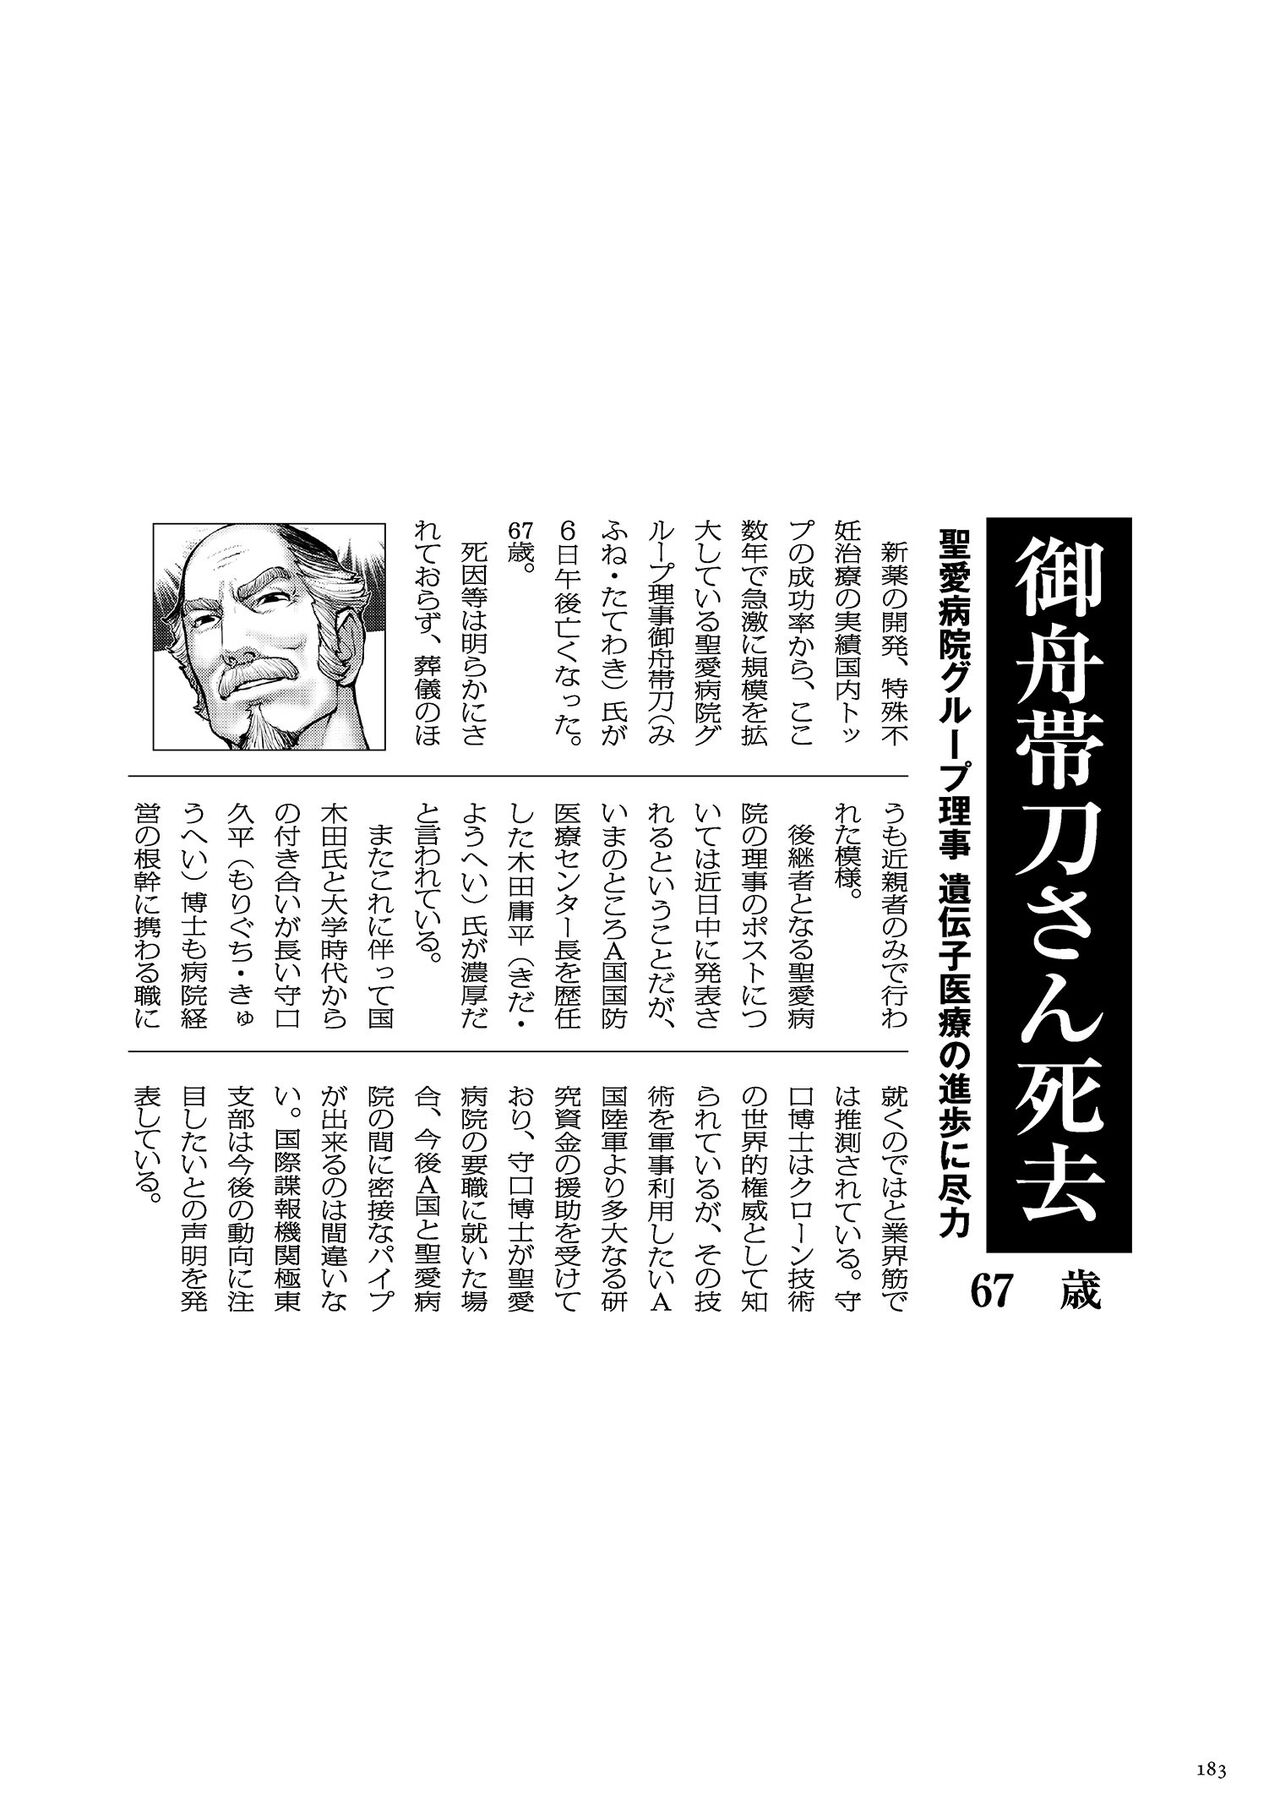 御舟帯刀さん死去
67 歳
聖愛病院グループ理事 遺伝子医療の進歩に尽力
新薬の開発、特殊不
妊治療の実績国内トッ
プの成功率から、ここ
数年で急激に規模を拡
大している聖愛病院グ
ループ理事御舟帯刀（み
ふね・たてわき）氏が
６日午後亡くなった。
67歳。
死因等は明らかにさ
れておらず、葬儀のほ
うも近親者のみで行わ
れた模様。
後継者となる聖愛病
院の理事のポストにつ
いては近日中に発表さ
れるということだが、
いまのところA国国防
医療センター長を歴任
した木田庸平（きだ・
ようへい）氏が濃厚だ
と言われている。
またこれに伴って国
木田氏と大学時代から
の付き合いが長い守口
久平（もりぐち・きゅ
うへい）博士も病院経
営の根幹に携わる職に
就くのではと業界筋で
は推測されている。守
口博士はクローン技術
の世界的権威として知
られているが、その技
術を軍事利用したいA
国陸軍より多大なる研
究資金の援助を受けて
おり、守口博士が聖愛
病院の要職に就いた場
合、今後A国と聖愛病
院の間に密接なパイプ
が出来るのは間違いな
い。国際諜報機関極東
支部は今後の動向に注
目したいとの声明を発
表している。
183